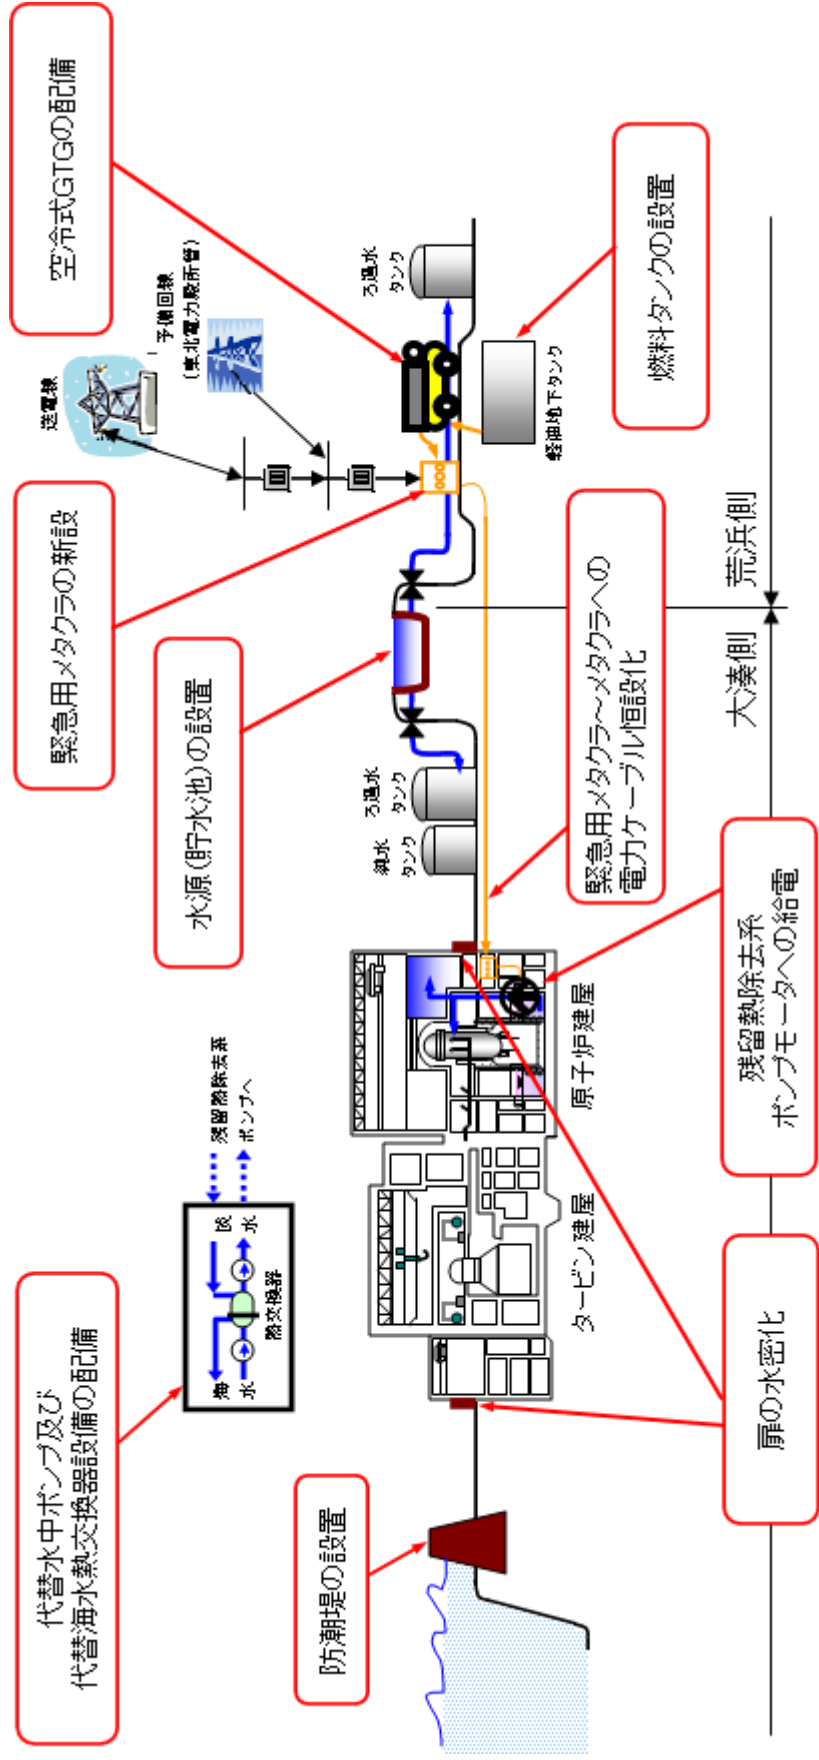 代替水中ポンプ及び
代替海水熱交換器設備の配備
緊急用メタクラの新設
空冷式GTGの配備
送電線
予備回線
(東北電力殿所管)
水源(貯水池)の設置
残留熱除去系
ポンプへ
海
水
淡
水
熱交換器
防潮堤の設置
純水
タンク
ろ過水
タンク
ろ過水
タンク
軽油地下タンク
タービン建屋
原子炉建屋
緊急用メタクラ～メタクラへの
電力ケーブル恒設化
燃料タンクの設置
大湊側
荒浜側
扉の水密化
残留熱除去系
ポンプモータへの給電